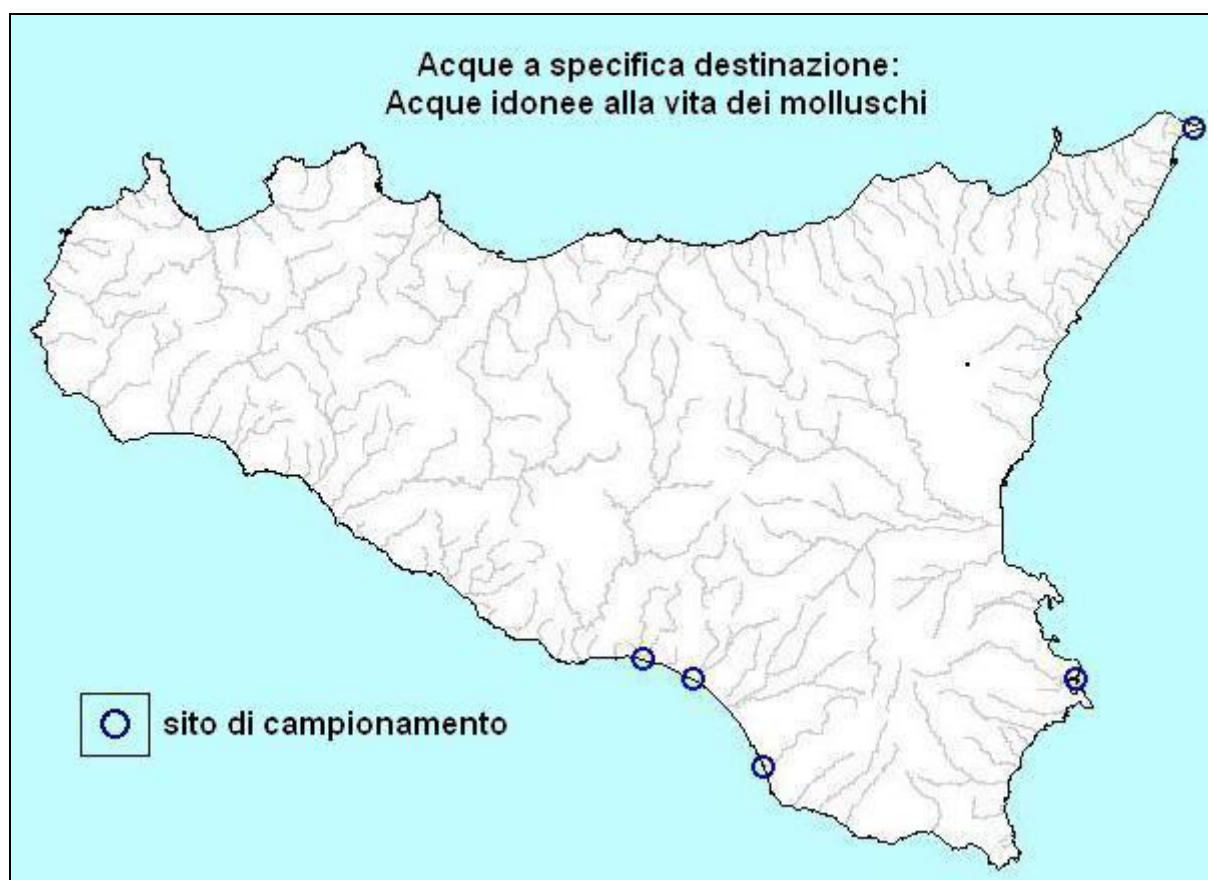 Acque a specifica destinazione:
Acque idonee alla vita dei molluschi
sito di campionamento